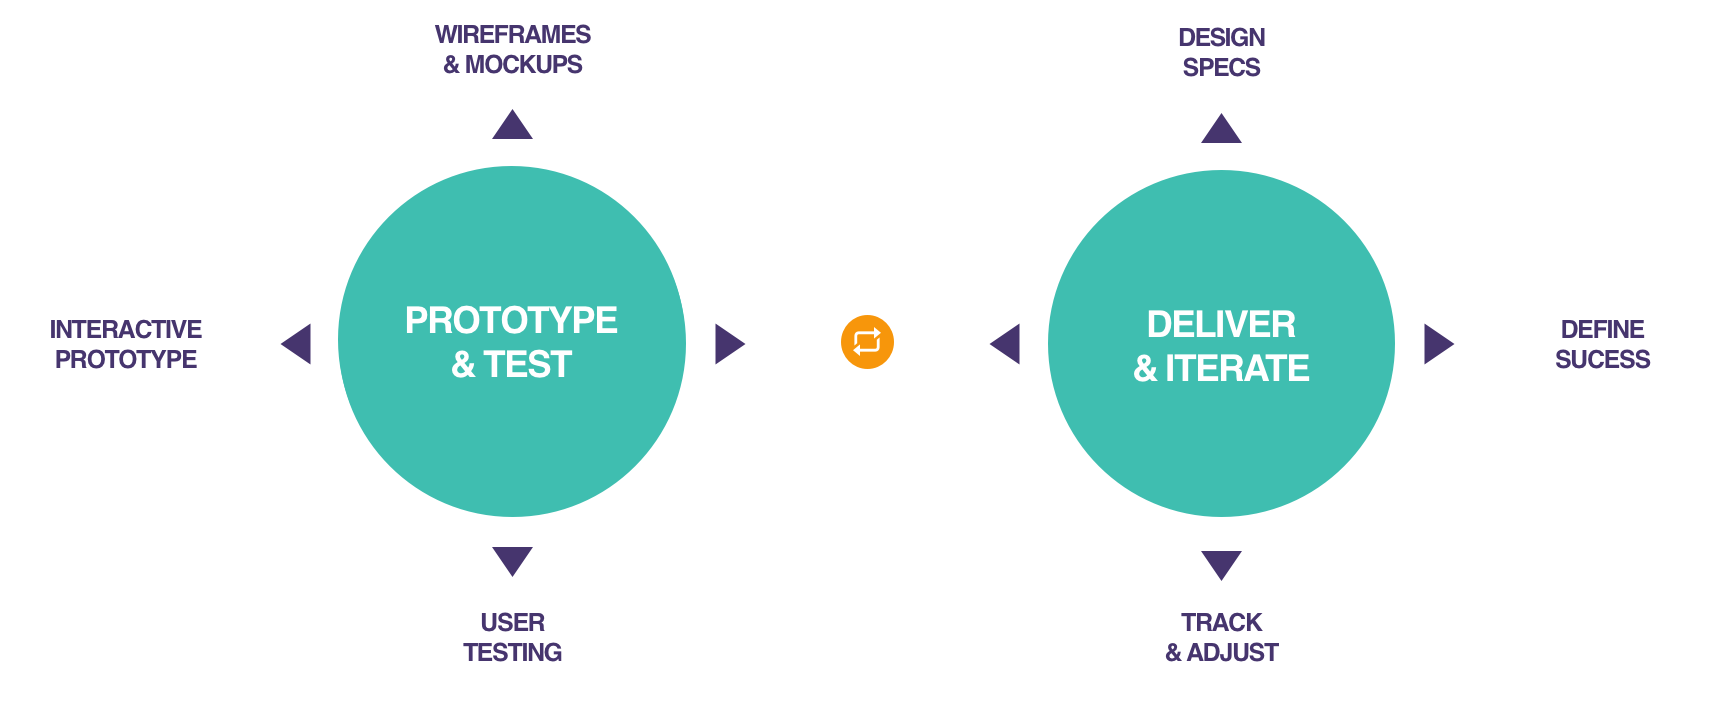 WIREFRAMES
& MOCKUPS
DESIGN
SPECS
INTERACTIVE
PROTOTYPE
PROTOTYPE
& TEST
DELIVER
& ITERATE
DEFINE
SUCESS
USER
TESTING
TRACK
& ADJUST